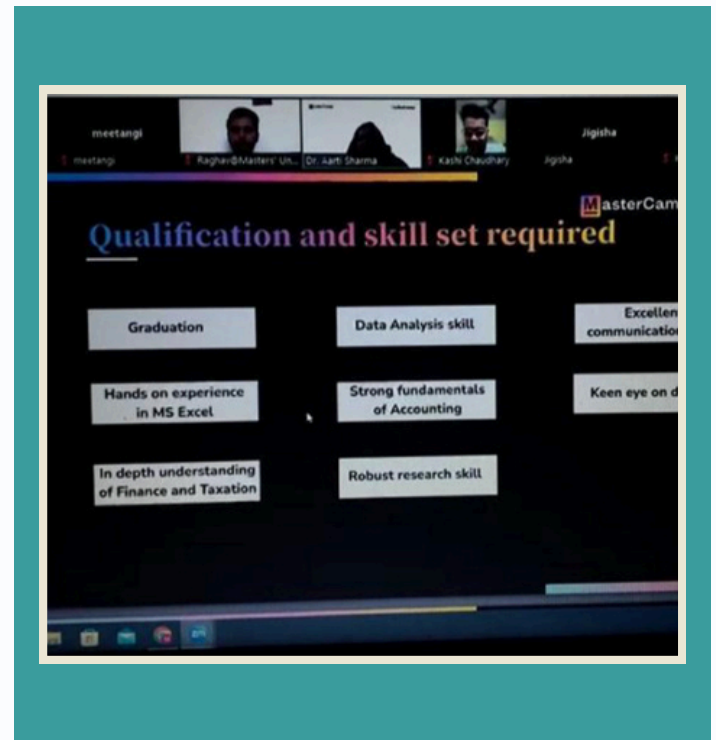 meetangi
Jigisha
meetangi
Raghav@Masters' Un...
Dr. Aarti Sharma
Kashi Chaudhary
Jigisha
MasterCam
Qualification and skill set required
Graduation
Data Analysis skill
Excellen
communicatio
Hands on experience
in MS Excel
Strong fundamentals
of Accounting
Keen eye on d
In depth understanding
of Finance and Taxation
Robust research skill